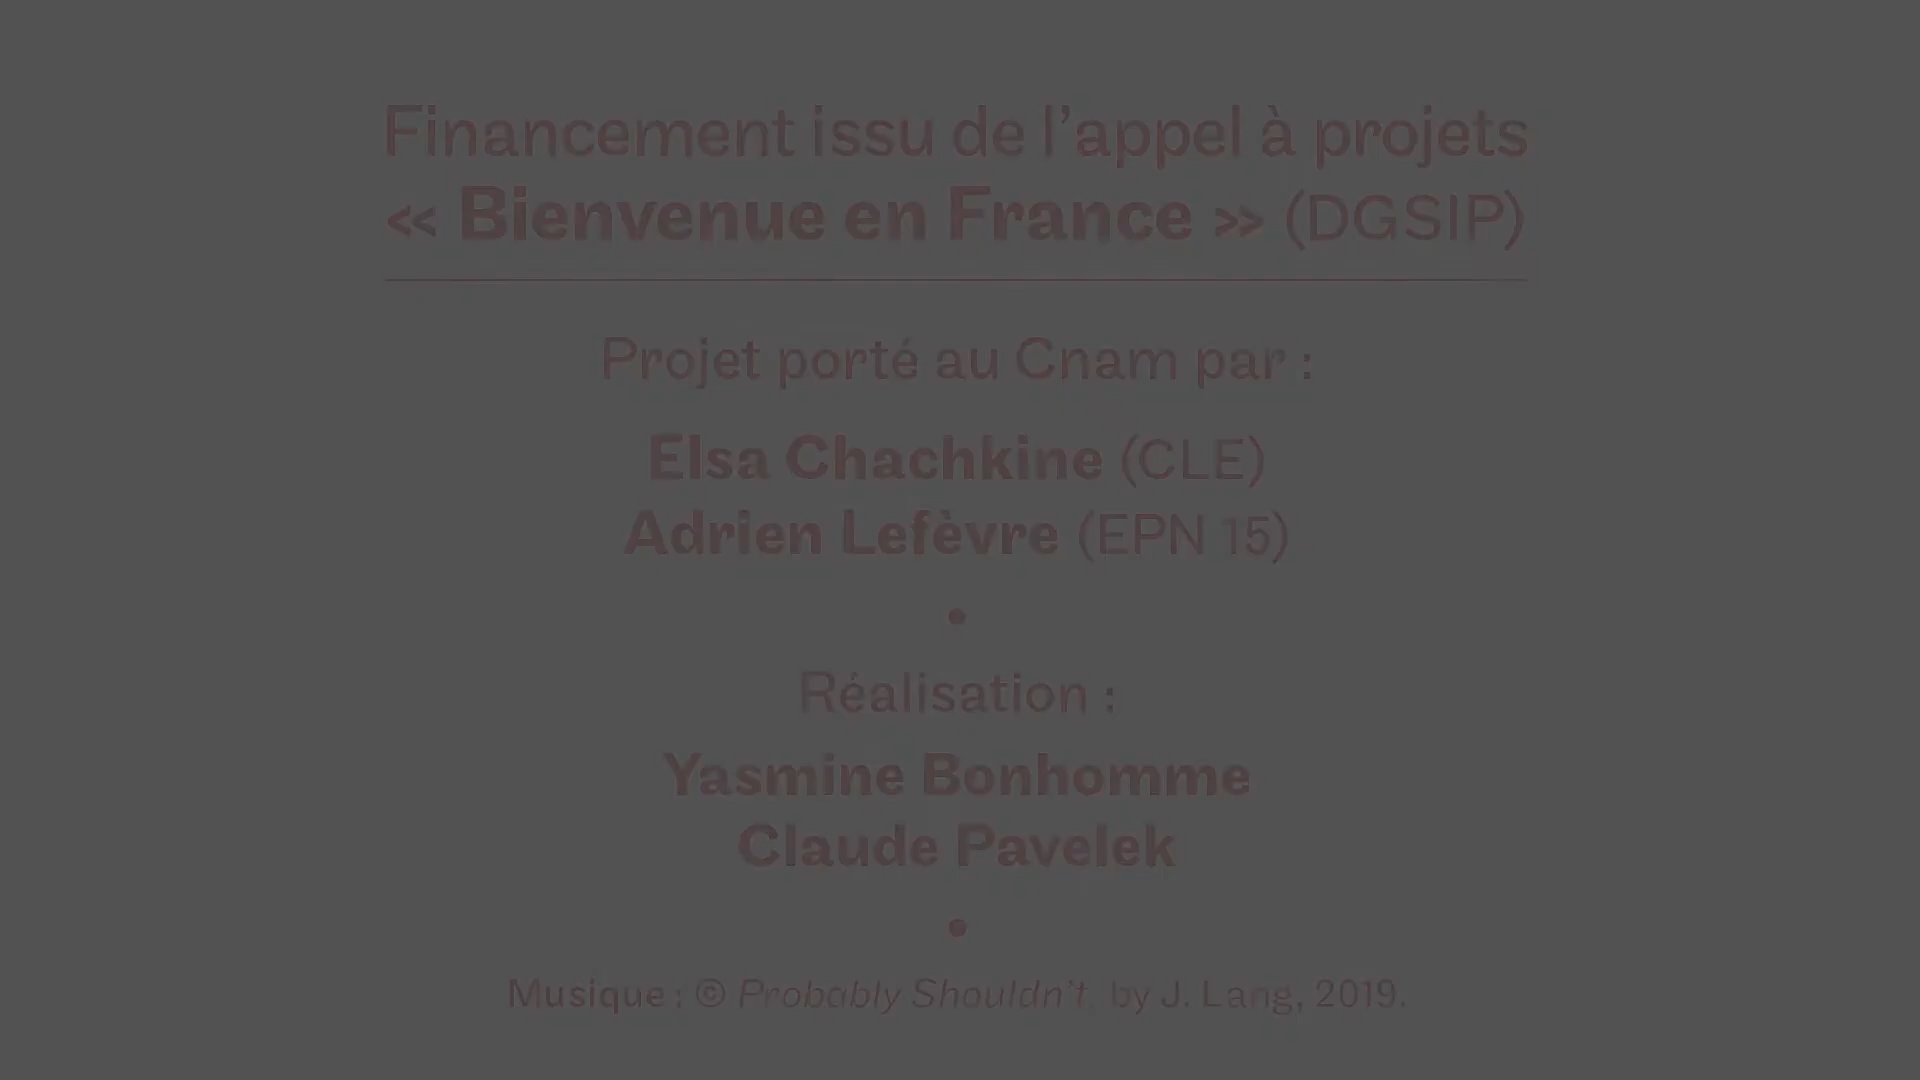 Financement issu de l’appel à projets
« Bienvenue en France » (DGSIP)
Projet porté au Cnam par :
Elsa Chachkine (CLE)
Adrien Lefèvre (EPN 15)
•
Réalisation :
Yasmine Bonhomme
Claude Pavelek
•
Musique : © Probably Shouldn’t, by J. Lang, 2019.